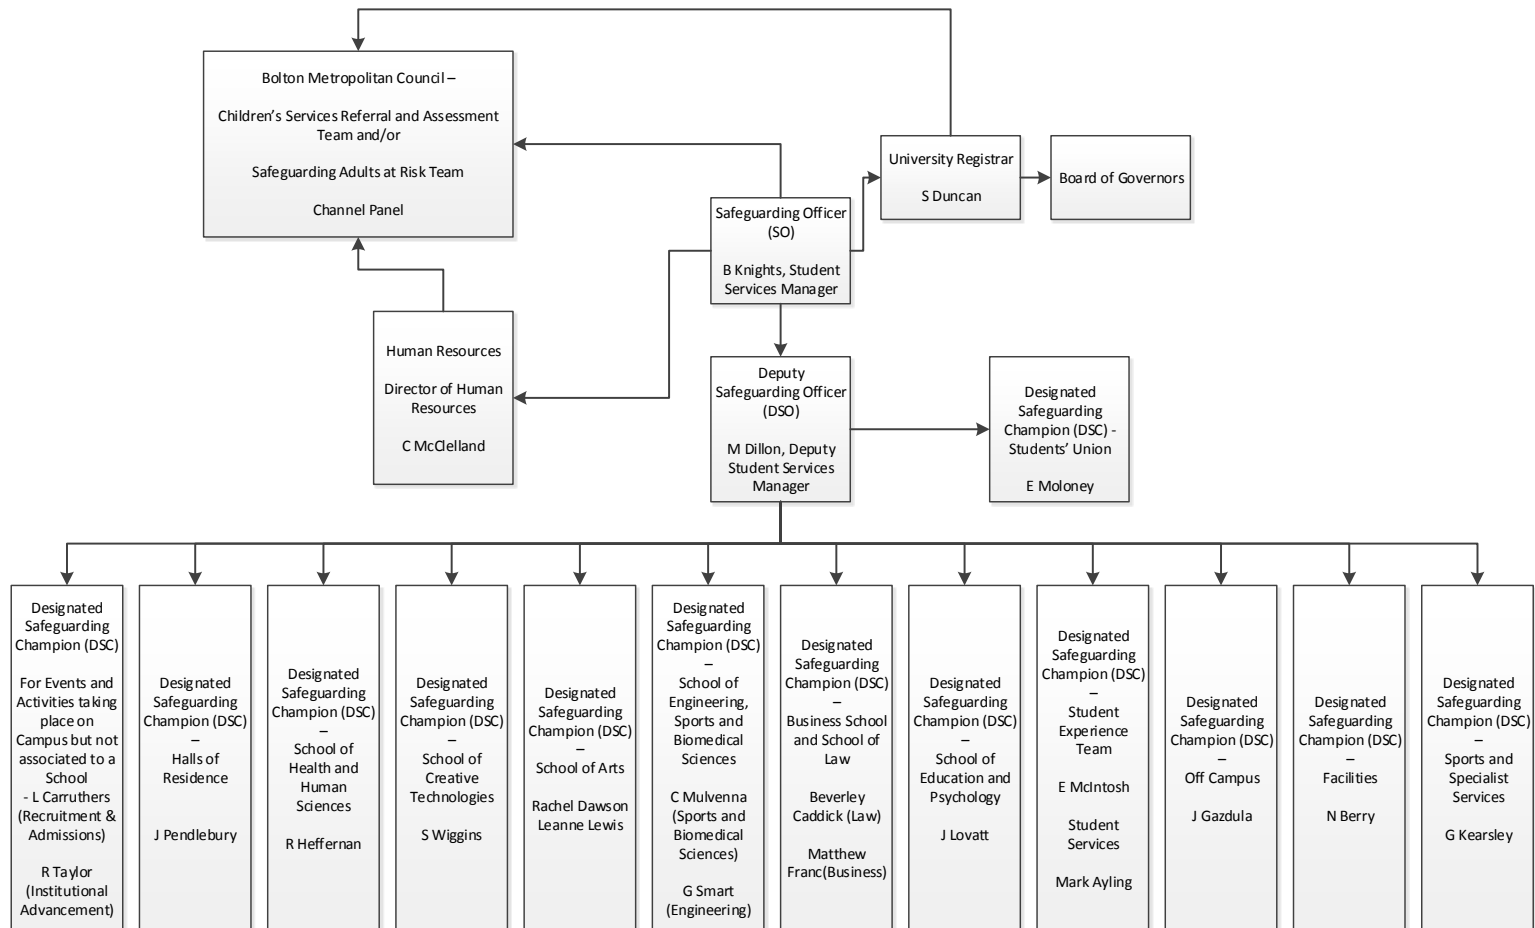 Bolton Metropolitan Council –
Children's Services Referral and Assessment
Team and/or
Safeguarding Adults at Risk Team
Channel Panel
University Registrar
S Duncan
Board of Governors
Safeguarding Officer
(SO)
B Knights, Student
Services Manager
Human Resources
Director of Human
Resources
C McClelland
Deputy
Safeguarding Officer
(DSO)
M Dillon, Deputy
Student Services
Manager
Designated
Safeguarding
Champion (DSC) -
Students' Union
E Moloney
Designated
Safeguarding
Champion (DSC)
For Events and
Activities taking
place on
Campus but not
associated to a
School
- L Carruthers
(Recruitment &
Admissions)
R Taylor
(Institutional
Advancement)
Designated
Safeguarding
Champion (DSC)
–
Halls of
Residence
J Pendlebury
Designated
Safeguarding
Champion (DSC)
–
School of
Health and
Human
Sciences
R Heffernan
Designated
Safeguarding
Champion (DSC)
–
School of
Creative
Technologies
S Wiggins
Designated
Safeguarding
Champion (DSC)
–
School of Arts
Rachel Dawson
Leanne Lewis
Designated
Safeguarding
Champion (DSC)
–
School of
Engineering,
Sports and
Biomedical
Sciences
C Mulvenna
(Sports and
Biomedical
Sciences)
G Smart
(Engineering)
Designated
Safeguarding
Champion (DSC)
–
Business School
and School of
Law
Beverley
Caddick (Law)
Matthew
Franc(Business)
Designated
Safeguarding
Champion (DSC)
–
School of
Education and
Psychology
J Lovatt
Designated
Safeguarding
Champion (DSC)
–
Student
Experience
Team
E McIntosh
Student
Services
Mark Ayling
Designated
Safeguarding
Champion (DSC)
–
Off Campus
J Gazdula
Designated
Safeguarding
Champion (DSC)
–
Facilities
N Berry
Designated
Safeguarding
Champion (DSC)
–
Sports and
Specialist
Services
G Kearsley